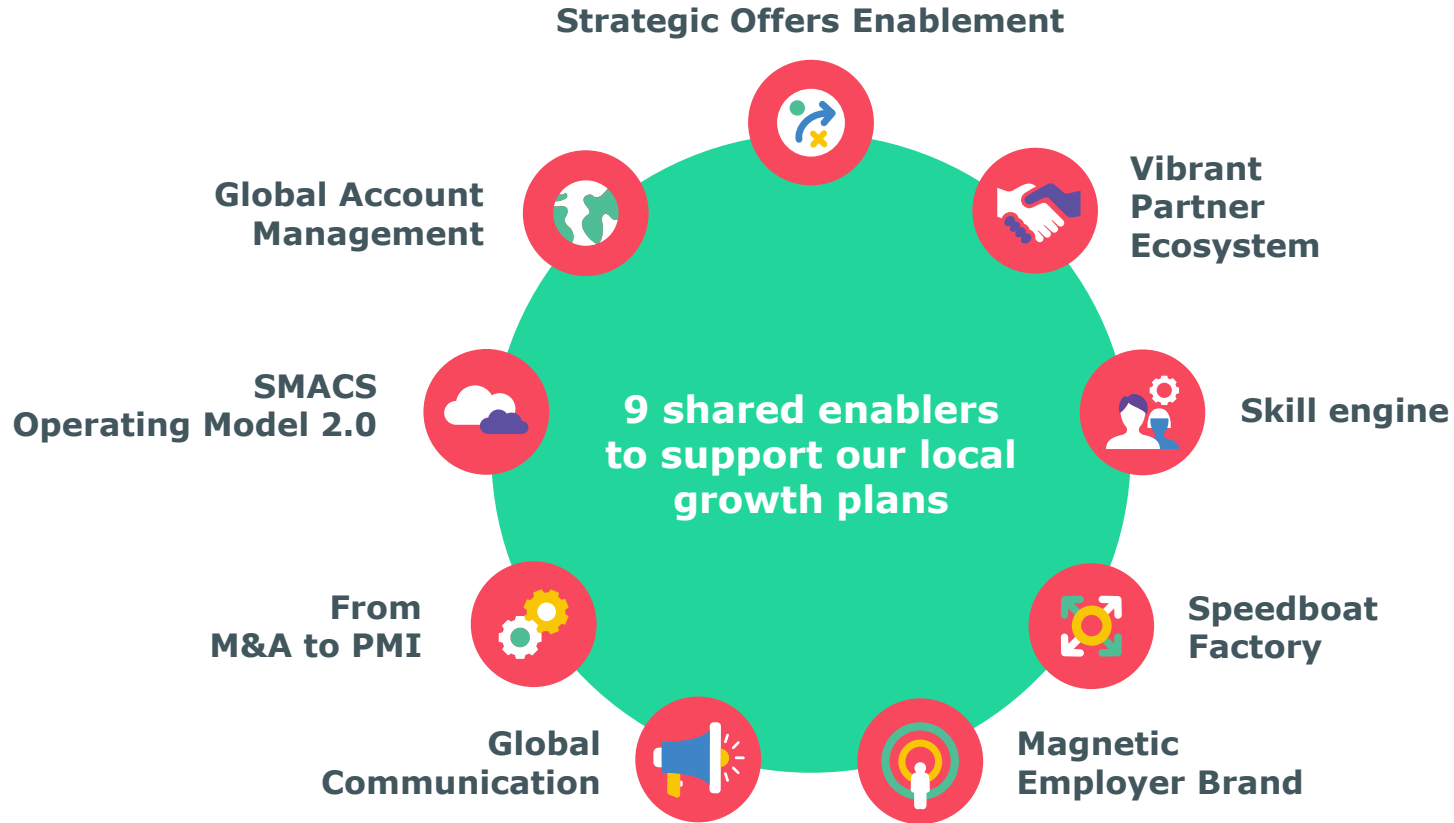 Strategic Offers Enablement
Vibrant
Partner
Ecosystem
Skill engine
Speedboat
Factory
Magnetic
Employer Brand
Global
Communication
From
M&A to PMI
SMACS
Operating Model 2.0
Global Account
Management
9 shared enablers
to support our local
growth plans